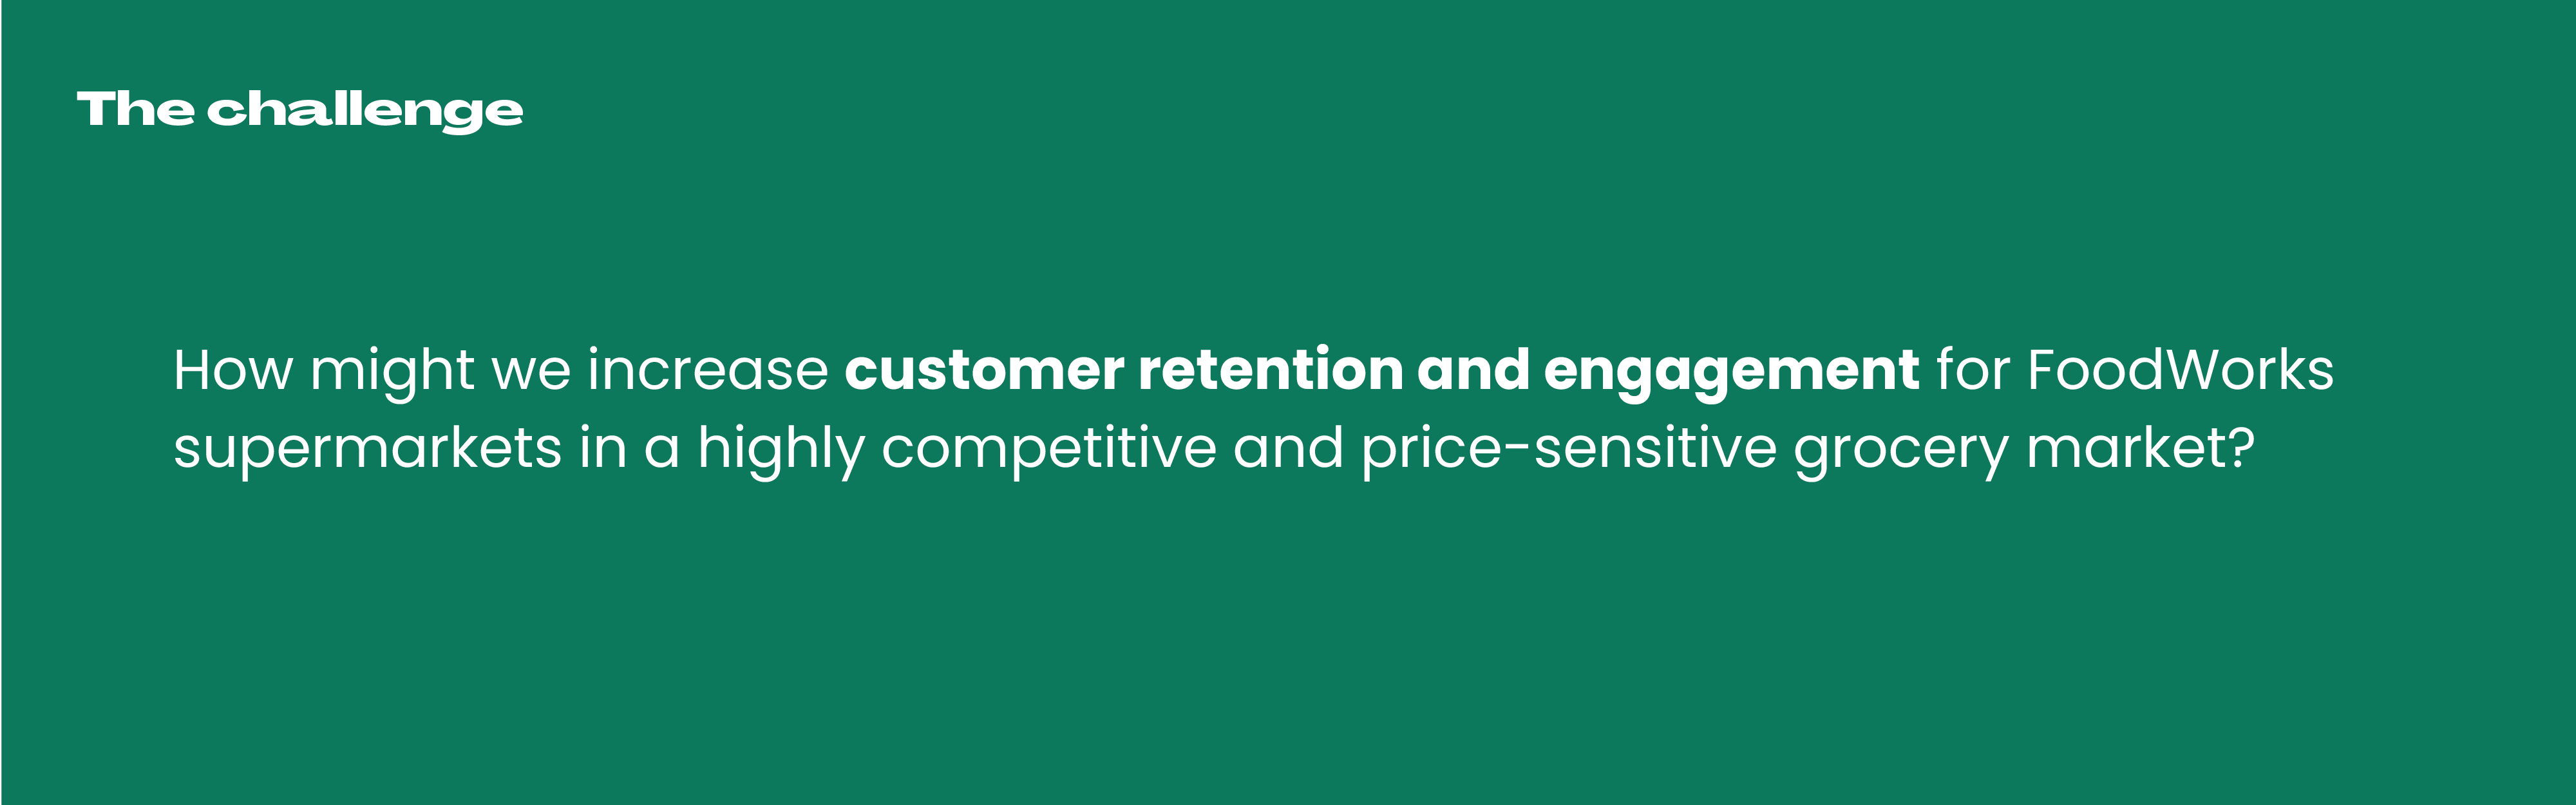 The challenge
How might we increase customer retention and engagement for FoodWorks
supermarkets in a highly competitive and price-sensitive grocery market?